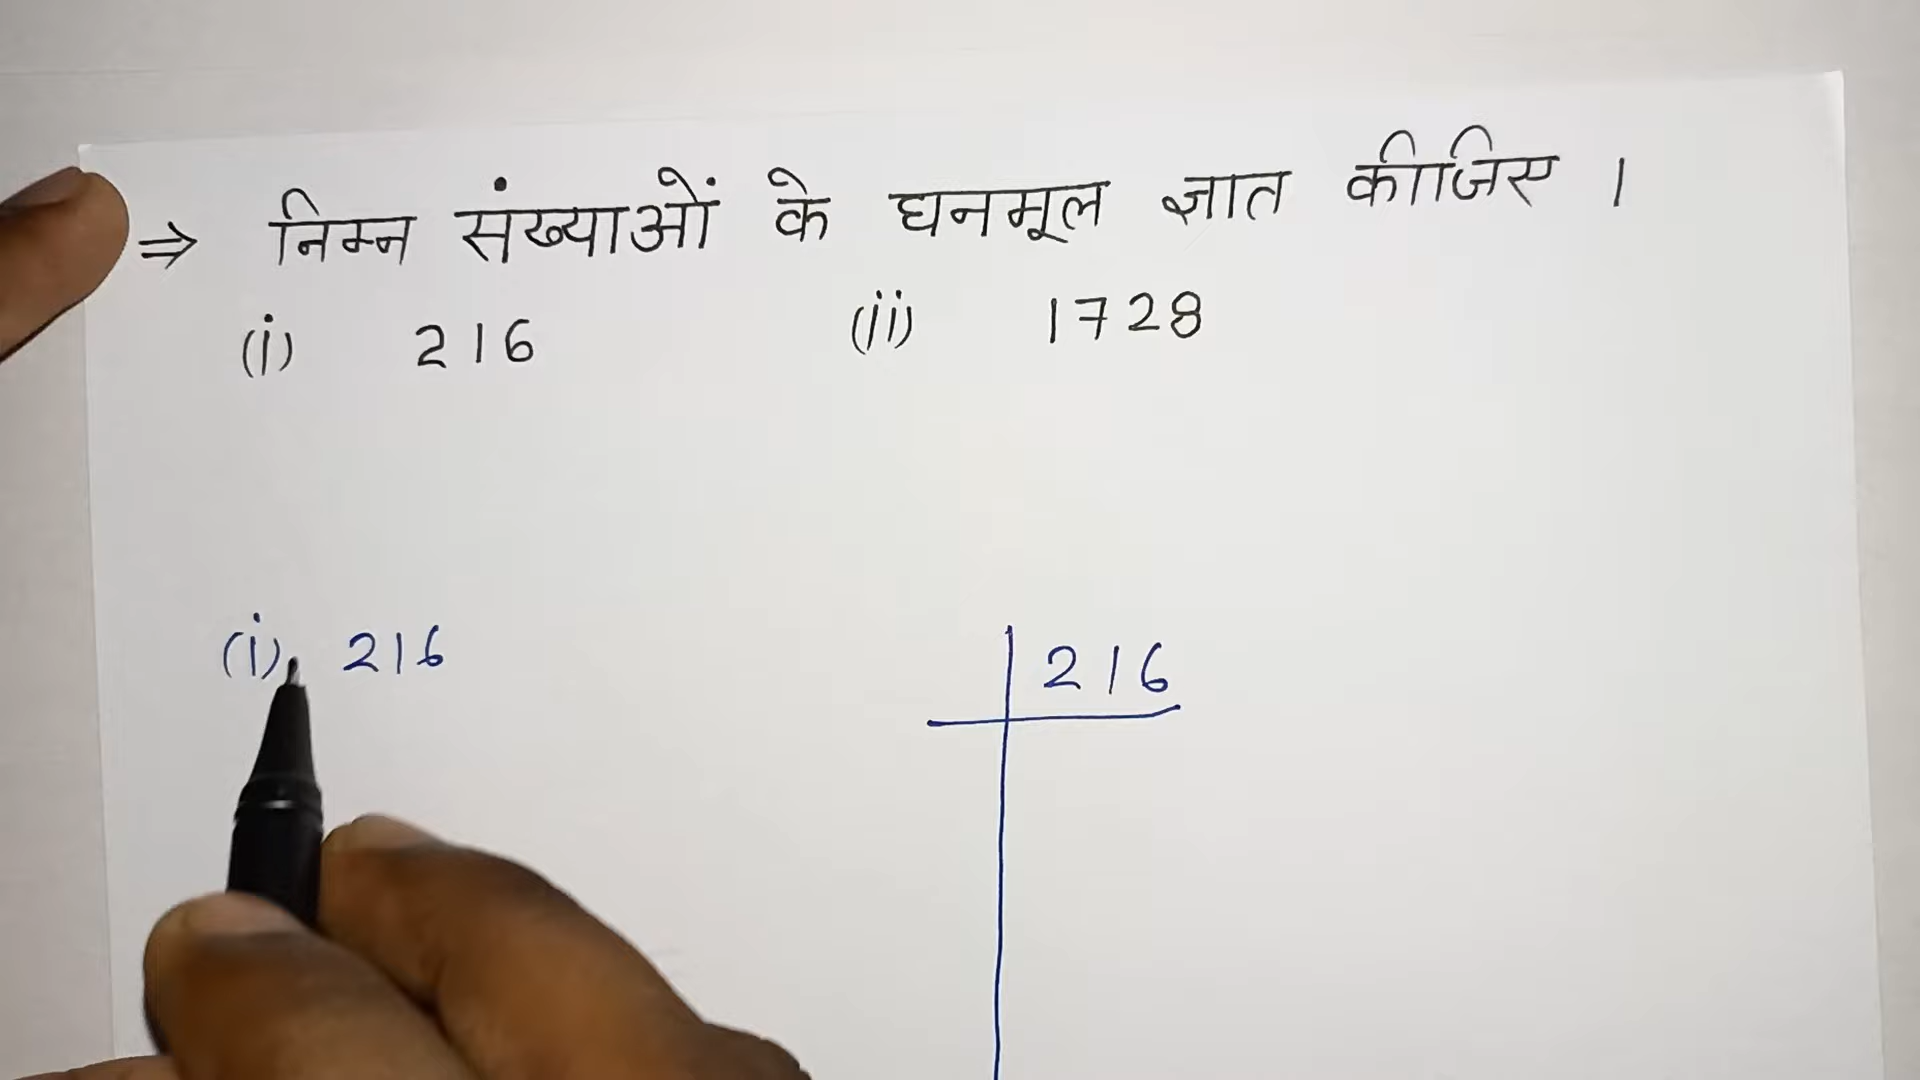 ⇒ निम्न संख्याओं के घनमूल ज्ञात कीजिए ।
(i) 216 (ii) 1728
(i) 216 216